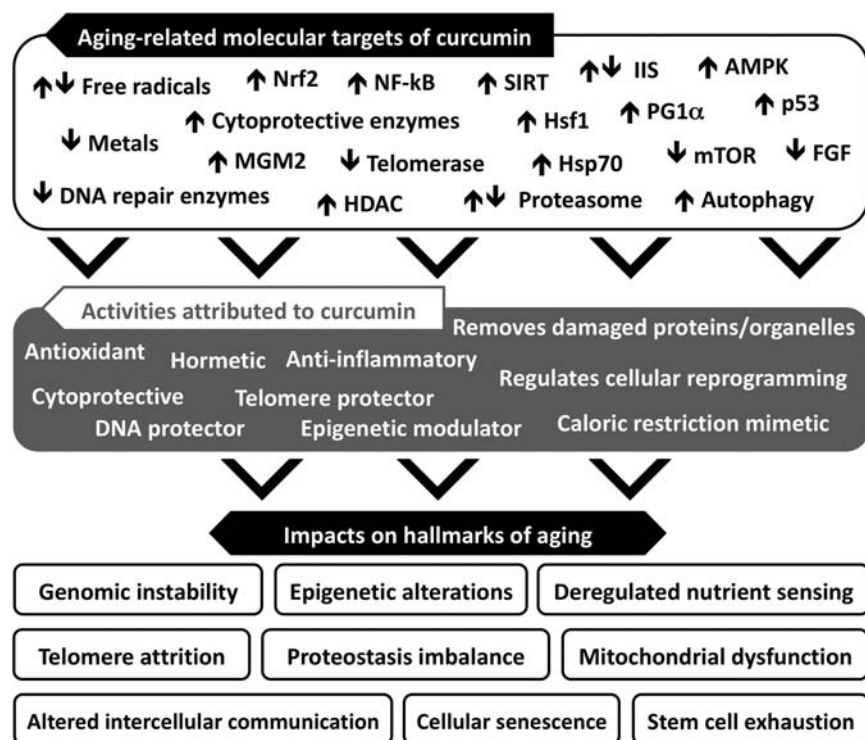 Aging-related molecular targets of curcumin
↑↓ Free radicals ↑ Nrf2 ↑ NF-kB ↑ SIRT ↑↓ IIS ↑ AMPK
↓ Metals ↑ Cytoprotective enzymes ↑ Hsf1 ↑ PG1α ↑ p53
↑ MGM2 ↓ Telomerase ↑ Hsp70 ↓ mTOR ↓ FGF
↓ DNA repair enzymes ↑ HDAC ↑↓ Proteasome ↑ Autophagy
Activities attributed to curcumin
Removes damaged proteins/organelles
Antioxidant Hormetic Anti-inflammatory
Regulates cellular reprogramming
Cytoprotective Telomere protector
DNA protector Epigenetic modulator Caloric restriction mimetic
Impacts on hallmarks of aging
Genomic instability Epigenetic alterations Deregulated nutrient sensing
Telomere attrition Proteostasis imbalance Mitochondrial dysfunction
Altered intercellular communication Cellular senescence Stem cell exhaustion